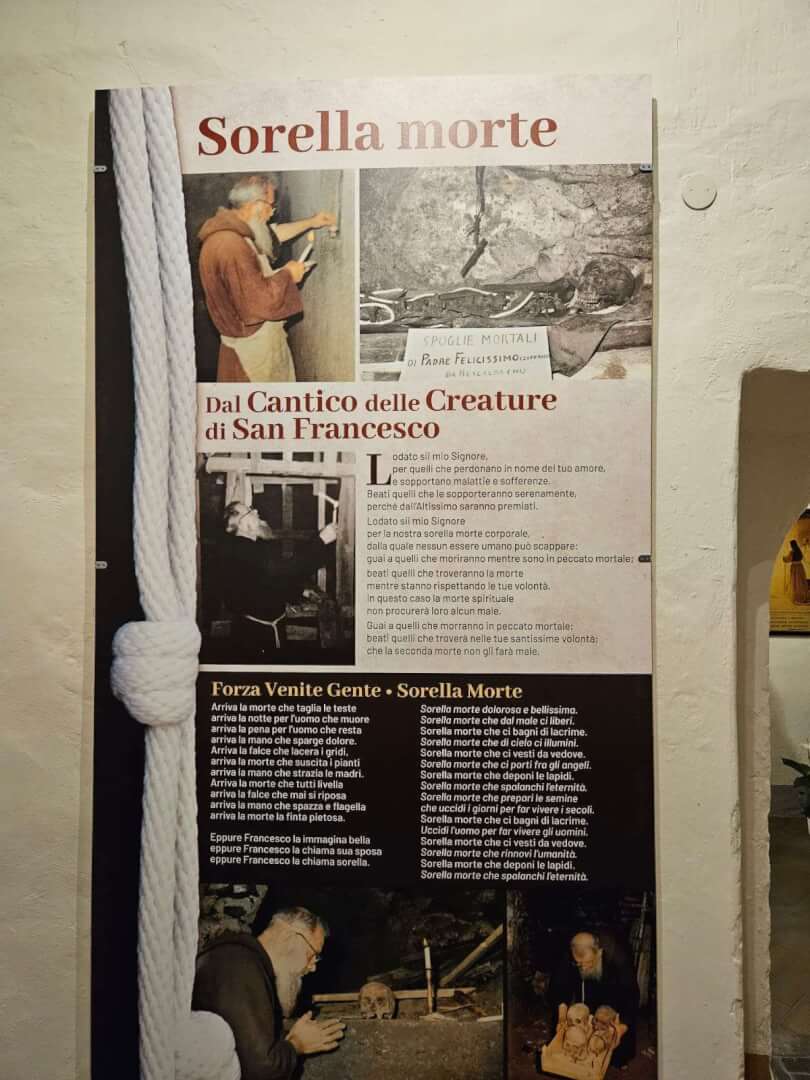 Sorella morte
SPOGLIE MORTALI
DI PADRE FELICISSIMO
Dal Cantico delle Creature
di San Francesco
Lodato sii mio Signore,
per quelli che perdonano in nome del tuo amore,
e sopportano malattie e sofferenze.
Beati quelli che le sopporteranno serenamente,
perché dall'Altissimo saranno premiati.
Lodato sii mio Signore
per la nostra sorella morte corporale,
dalla quale nessun essere umano può scappare:
guai a quelli che moriranno mentre sono in peccato mortale;
beati quelli che troveranno la morte
mentre stanno rispettando le tue volontà.
In questo caso la morte spirituale
non procurerà loro alcun male.
Guai a quelli che morranno in peccato mortale;
beati quelli che troverà nelle tue santissime volontà;
che la seconda morte non gli farà male.
Forza Venite Gente • Sorella Morte
Arriva la morte che taglia le teste
arriva la notte per l'uomo che muore
arriva la pena per l'uomo che resta
arriva la mano che sparge dolore.
Arriva la falce che lacera i gridi,
arriva la morte che suscita i pianti
arriva la mano che strazia le madri.
Arriva la morte che tutti livella
arriva la falce che mai si riposa
arriva la mano che spazza e flagella
arriva la morte la finta pietosa.
Eppure Francesco la immagina bella
eppure Francesco la chiama sua sposa
eppure Francesco la chiama sorella.
Sorella morte dolorosa e bellissima.
Sorella morte che dal male ci liberi.
Sorella morte che ci bagni di lacrime.
Sorella morte che di cielo ci illumini.
Sorella morte che ci vesti da vedove.
Sorella morte che ci porti fra gli angeli.
Sorella morte che deponi le lapidi.
Sorella morte che spalanchi l'eternità.
Sorella morte che prepari le semine
che uccidi i giorni per far vivere i secoli.
Sorella morte che ci bagni di lacrime.
Uccidi l'uomo per far vivere gli uomini.
Sorella morte che ci vesti da vedove.
Sorella morte che rinnovi l'umanità.
Sorella morte che deponi le lapidi.
Sorella morte che spalanchi l'eternità.